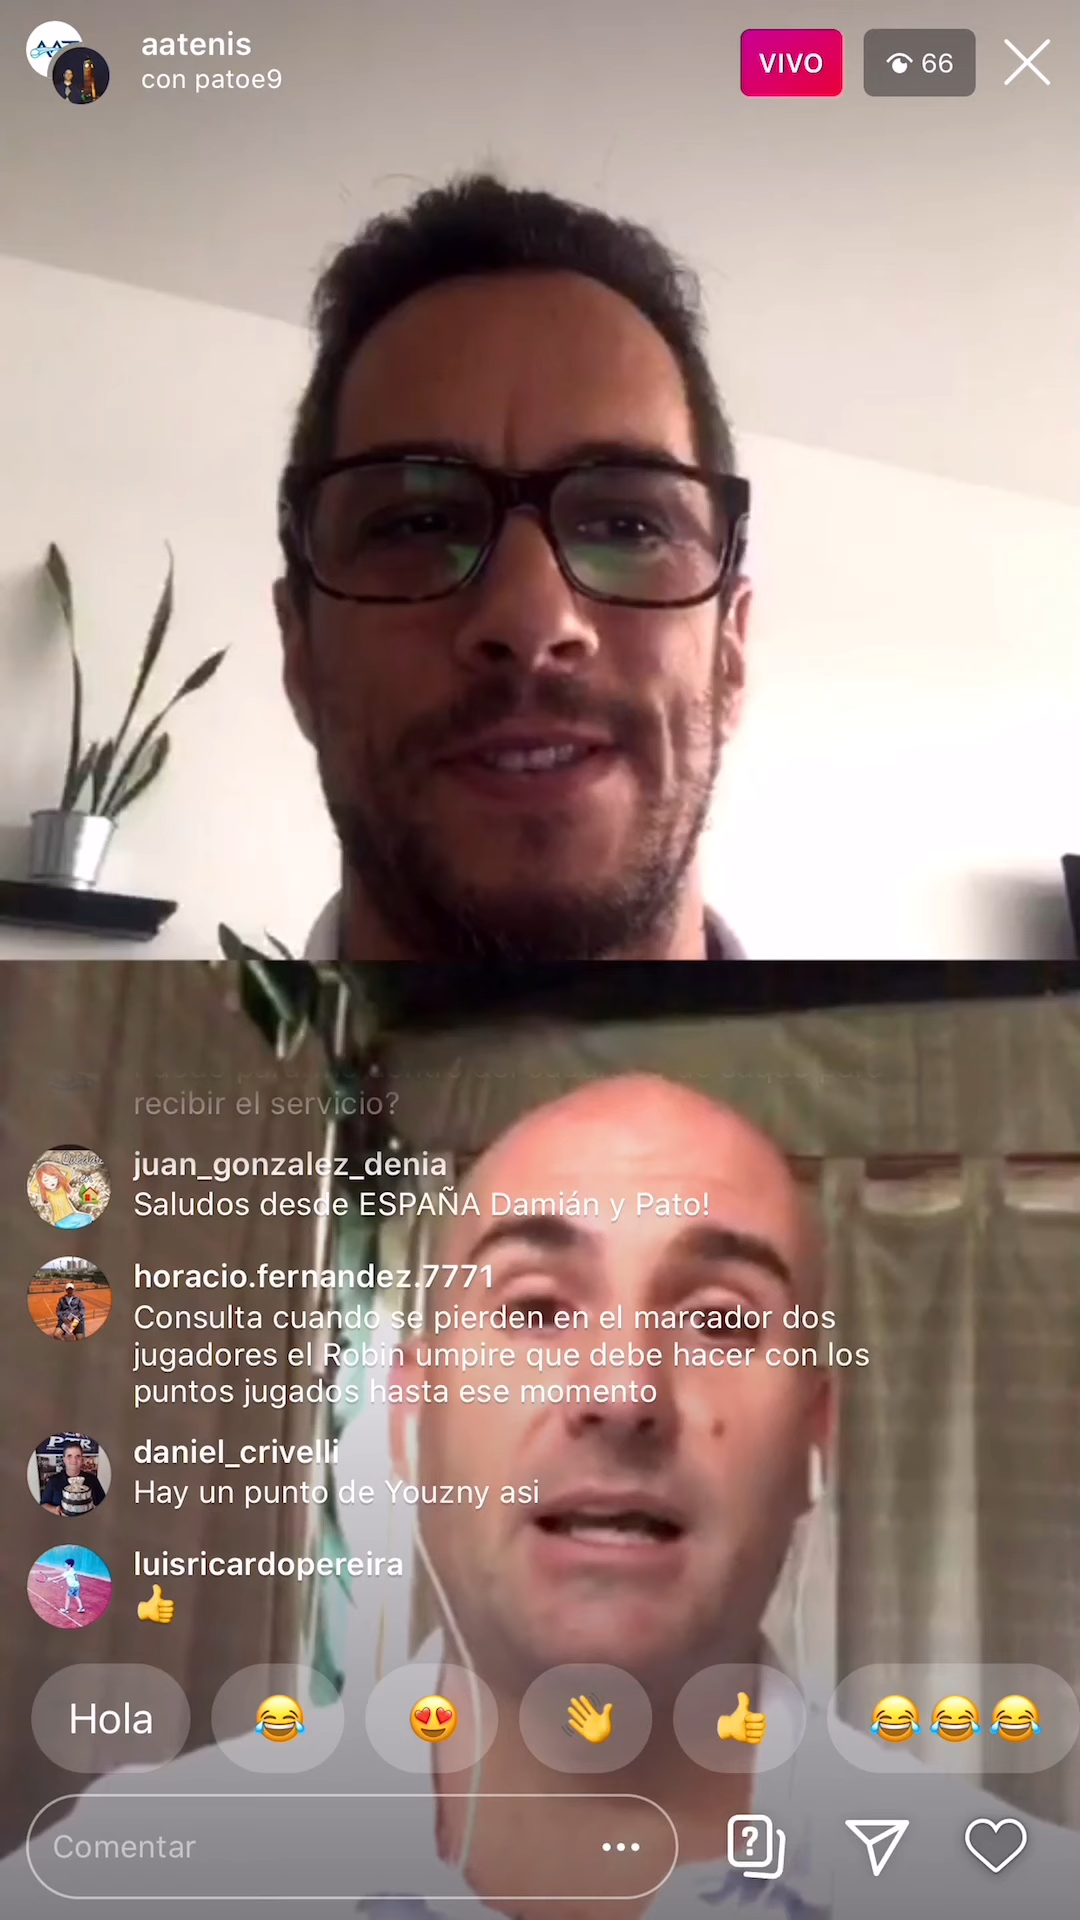 aatenis
con patoe9
VIVO
66
recibir el servicio?
juan_gonzalez_denia
Saludos desde ESPAÑA Damián y Pato!
horacio.fernandez.7771
Consulta cuando se pierden en el marcador dos
jugadores el Robin umpire que debe hacer con los
puntos jugados hasta ese momento
daniel_crivelli
Hay un punto de Youzny asi
luisricardopereira
👍
Hola 😂 😍 👋 👍 😂😂😂
Comentar